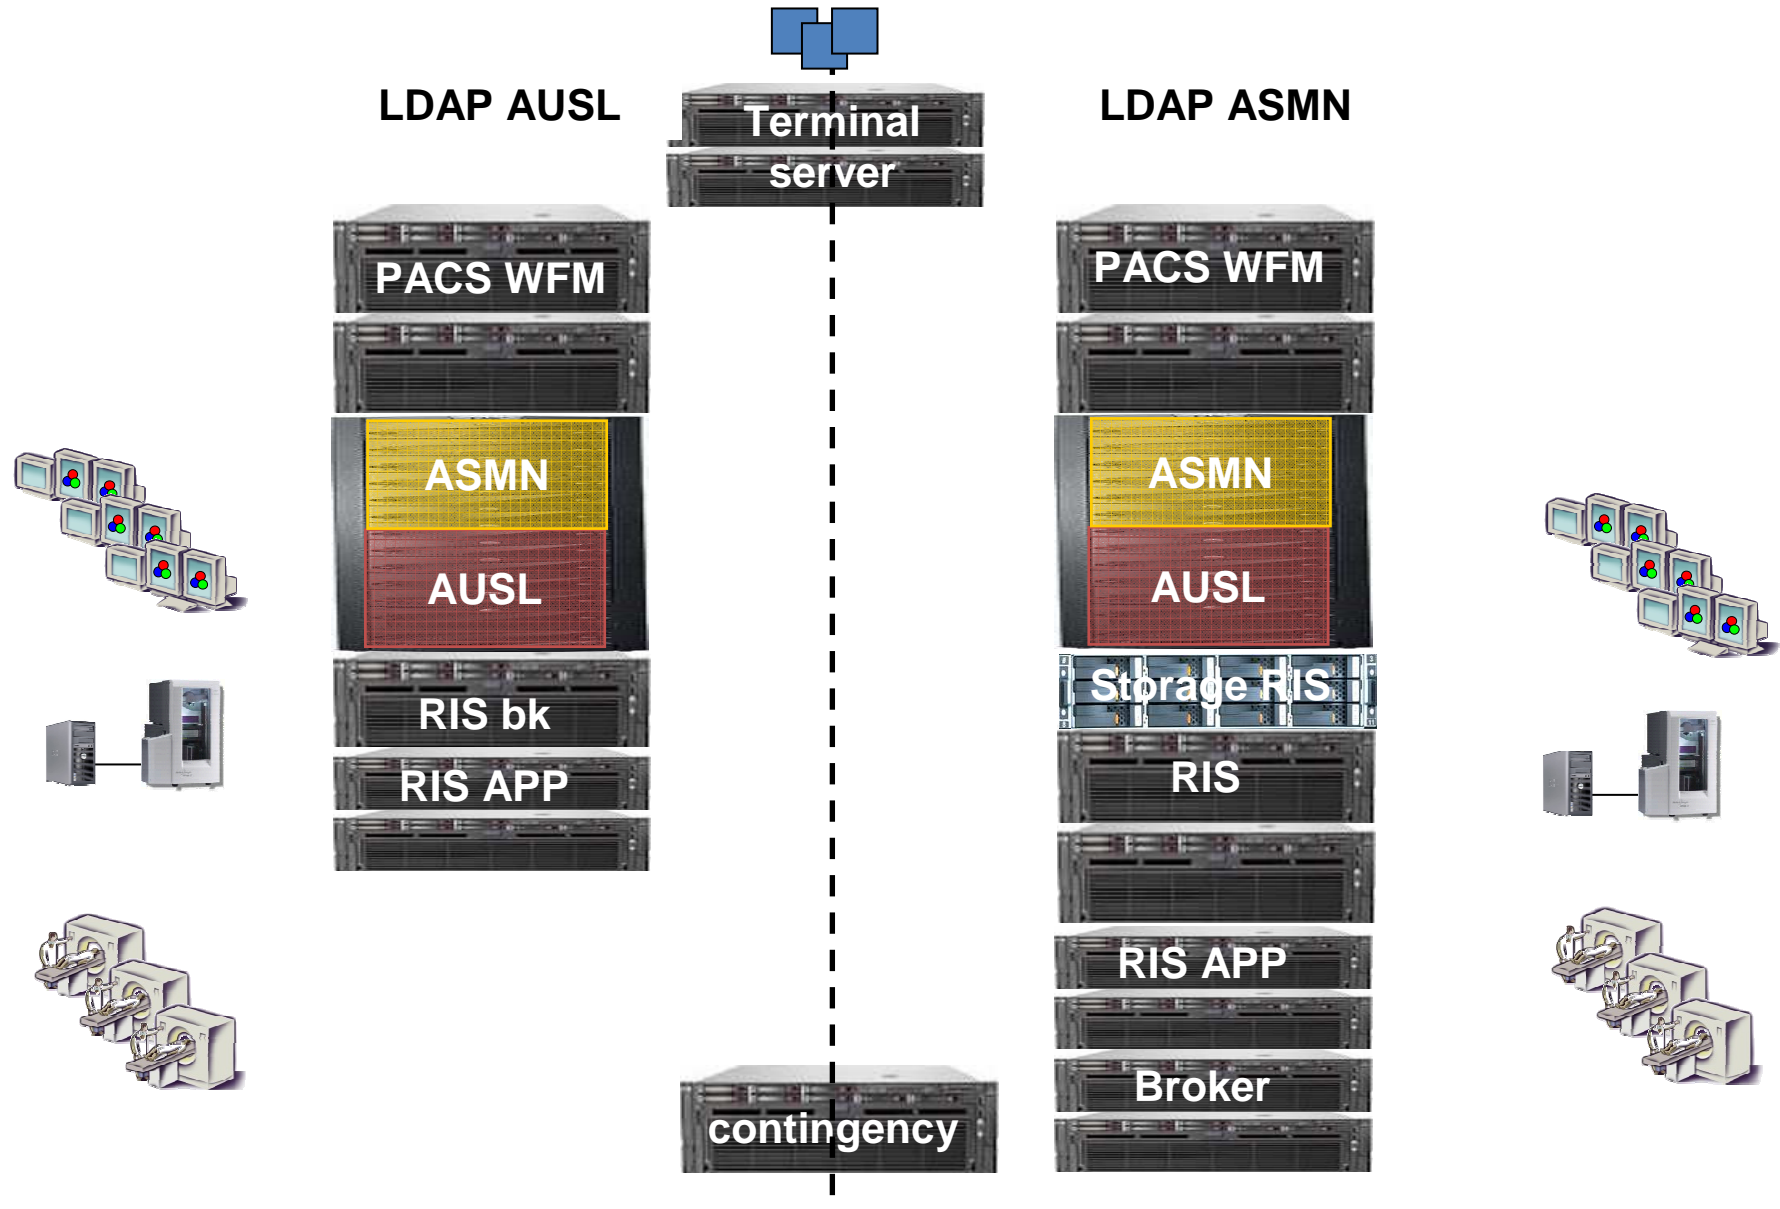 LDAP AUSL
Terminal
server
LDAP ASMN
PACS WFM
ASMN
AUSL
RIS bk
RIS APP
PACS WFM
ASMN
AUSL
Storage RIS
RIS
RIS APP
Broker
contingency